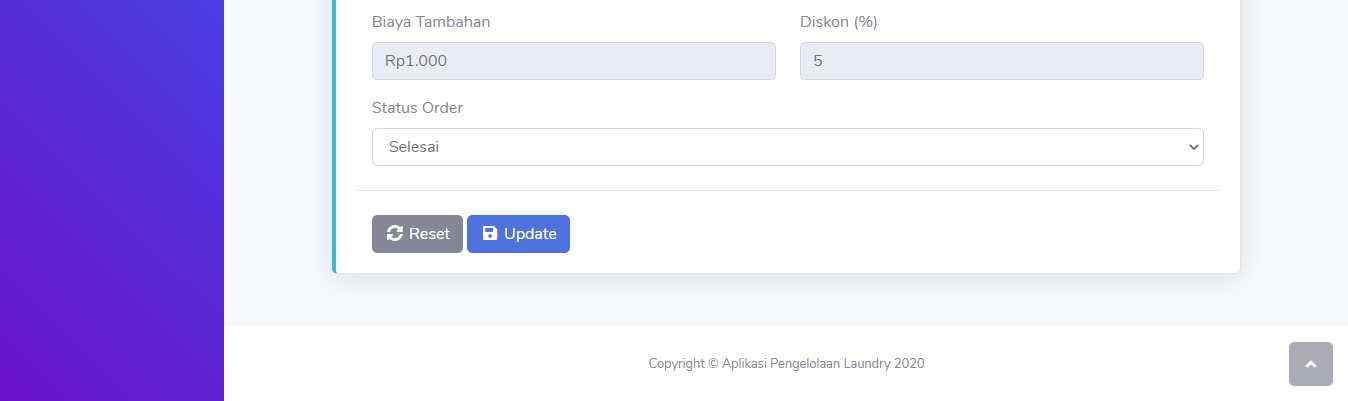 Biaya Tambahan
Diskon (%)
Rp1.000
5
Status Order
Selesai
Reset
Update
Copyright © Aplikasi Pengelolaan Laundry 2020